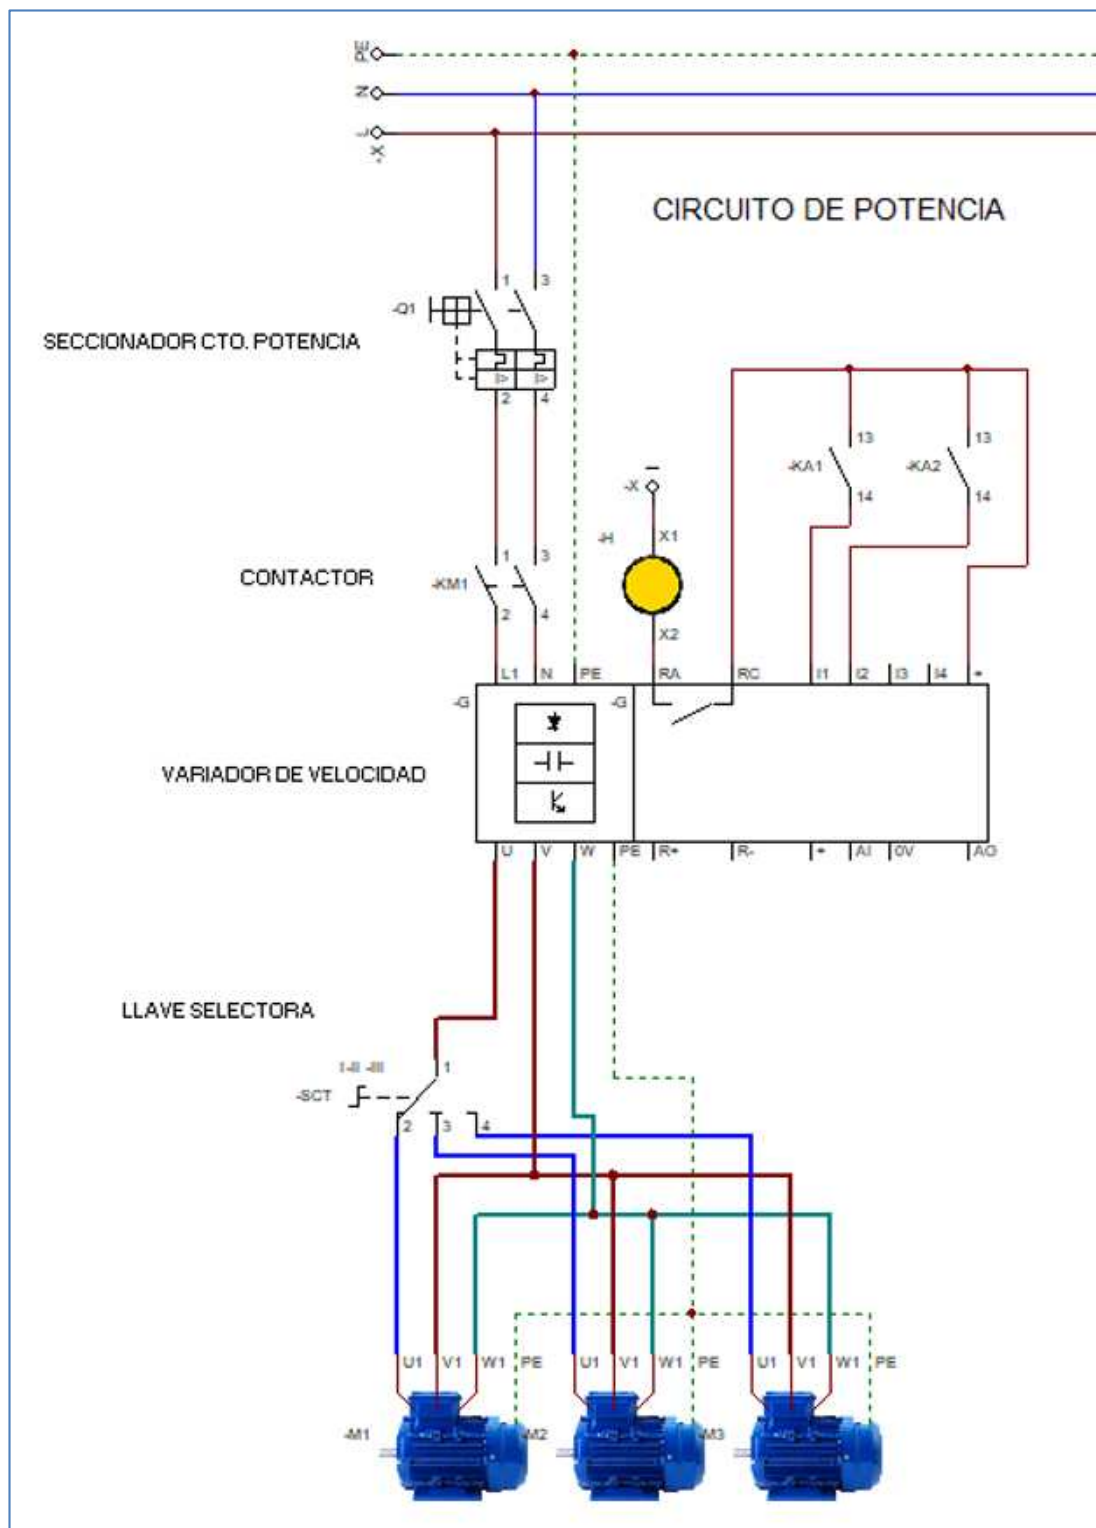 PE
N
L
-X
CIRCUITO DE POTENCIA
1 3
-Q1
SECCIONADOR CTO. POTENCIA
I> I>
2 4
13 13
-KA1 -KA2
14 14
-X
-H X1
1 3
CONTACTOR
-KM1
2 4
X2
L1 N PE RA RC I1 I2 I3 I4 +
-G -G
VARIADOR DE VELOCIDAD
U V W PE R+ R- + AI 0V AO
LLAVE SELECTORA
I-II-III 1
-SCT
2 3 4
U1 V1 W1 PE U1 V1 W1 PE U1 V1 W1 PE
-M1 -M2 -M3